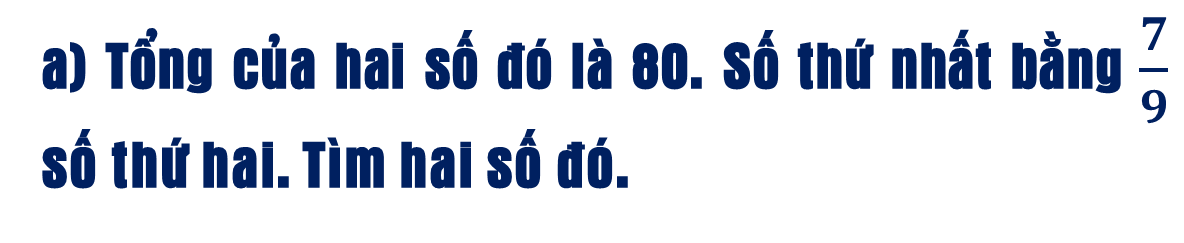 a) Tổng của hai số đó là 80. Số thứ nhất bằng 7/9
số thứ hai. Tìm hai số đó.